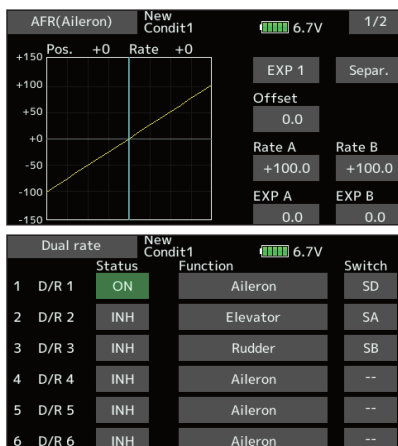 AFR(Aileron) New Condit1 6.7V 1/2
Pos. +0 Rate +0
+150
+100
+50
+0
-50
-100
-150
EXP 1 Separ.
Offset
0.0
Rate A Rate B
+100.0 +100.0
EXP A EXP B
0.0 0.0
Dual rate New Condit1 6.7V
Status Function Switch
1 D/R 1 ON Aileron SD
2 D/R 2 INH Elevator SA
3 D/R 3 INH Rudder SB
4 D/R 4 INH Aileron --
5 D/R 5 INH Aileron --
6 D/R 6 INH Aileron --